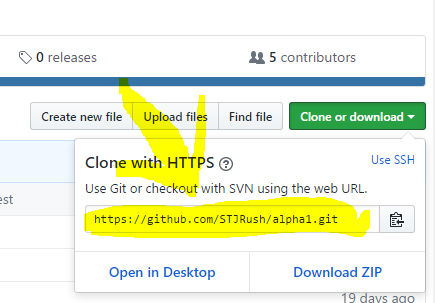 0 releases
5 contributors
Create new file Upload files Find file Clone or download
Clone with HTTPS ?
Use SSH
Use Git or checkout with SVN using the web URL.
https://github.com/STJRush/alpha1.git
Open in Desktop Download ZIP
19 days ago